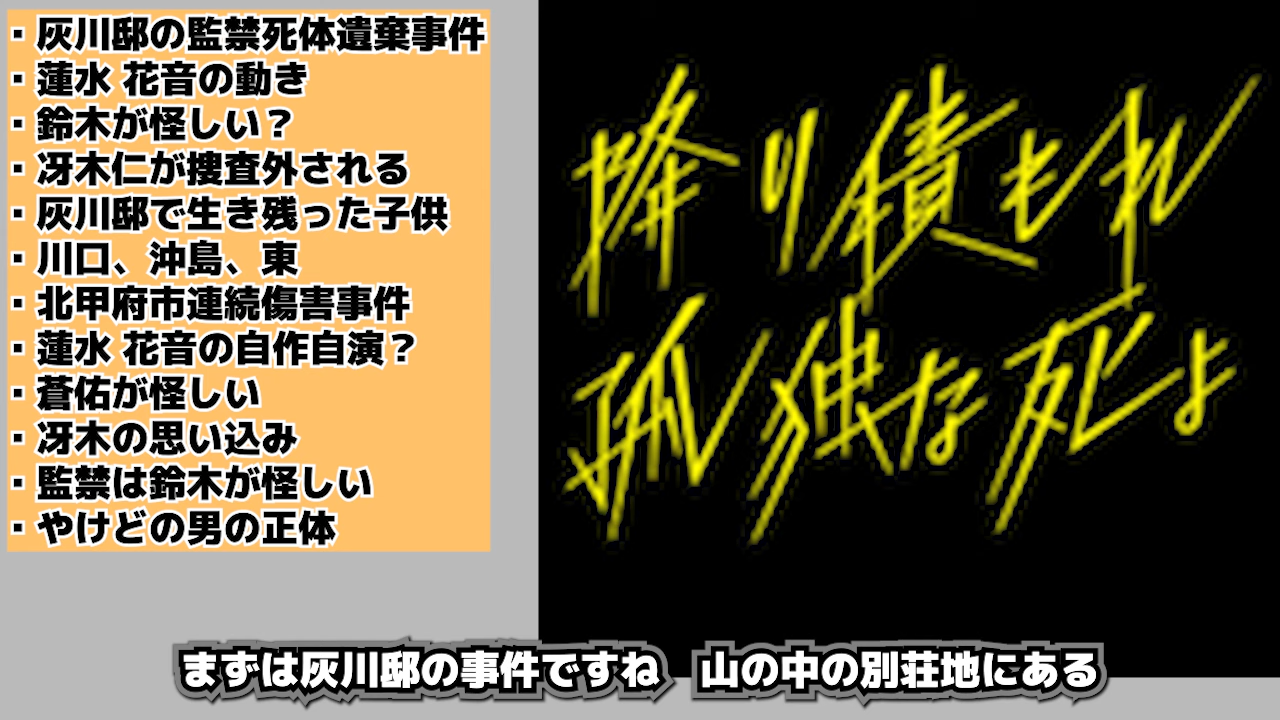 ・灰川邸の監禁死体遺棄事件
・蓮水 花音の動き
・鈴木が怪しい？
・冴木仁が捜査外される
・灰川邸で生き残った子供
・川口、沖島、東
・北甲府市連続傷害事件
・蓮水 花音の自作自演？
・蒼佑が怪しい
・冴木の思い込み
・監禁は鈴木が怪しい
・やけどの男の正体
降り積もれ
孤独な死よ
まずは灰川邸の事件ですね　山の中の別荘地にある